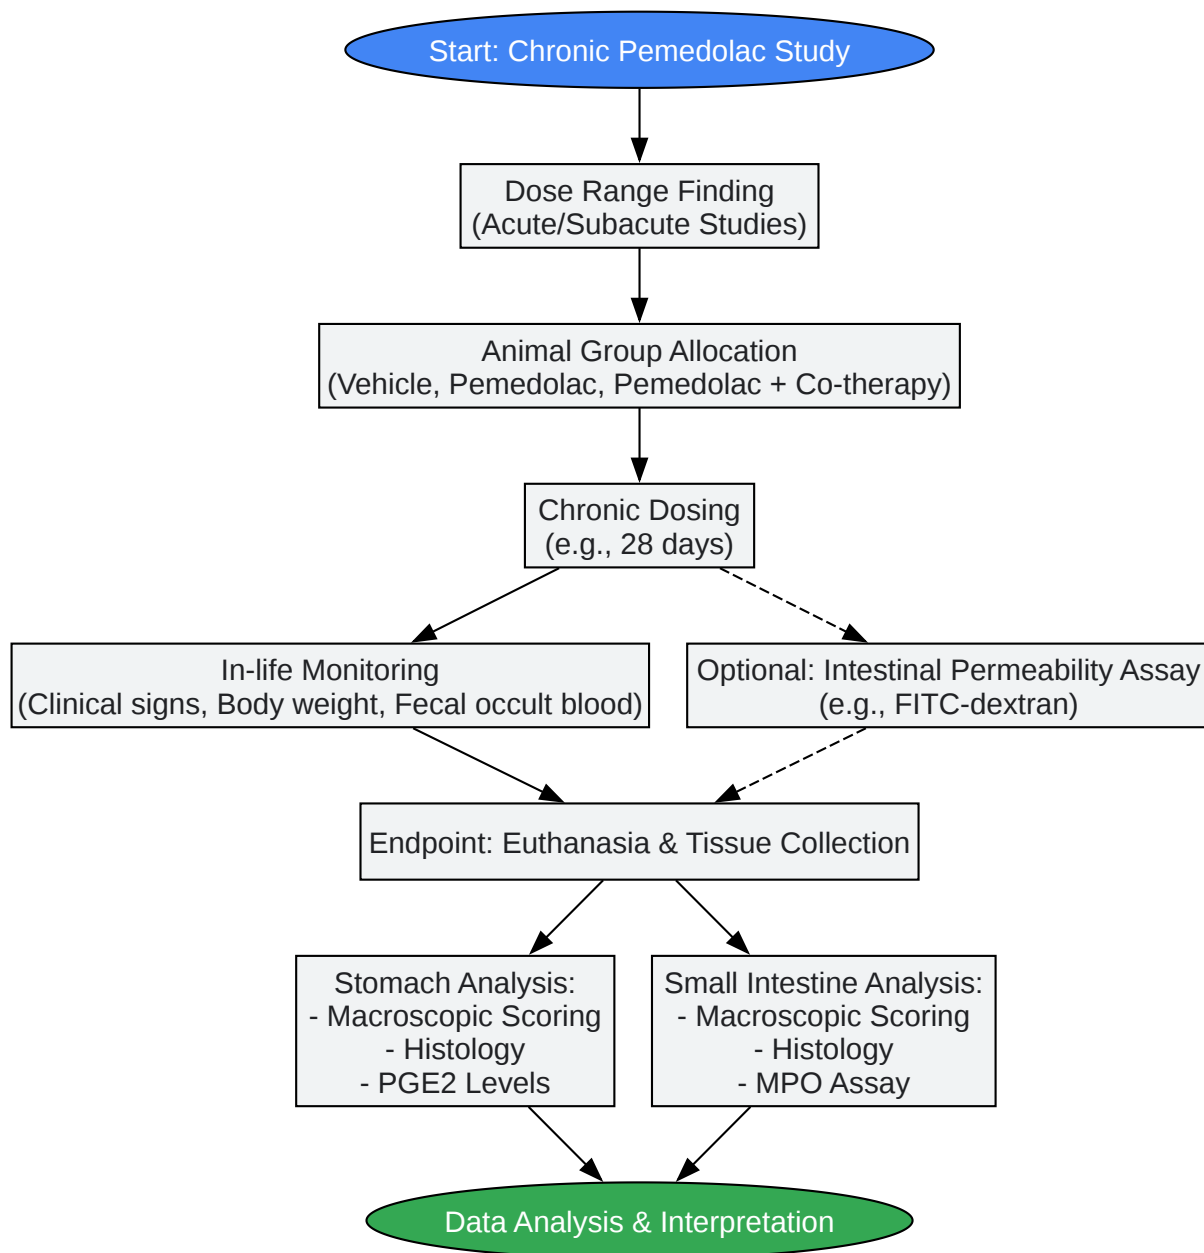 Start: Chronic Pemedolac Study
Dose Range Finding
(Acute/Subacute Studies)
Animal Group Allocation
(Vehicle, Pemedolac, Pemedolac + Co-therapy)
Chronic Dosing
(e.g., 28 days)
In-life Monitoring
(Clinical signs, Body weight, Fecal occult blood)
Optional: Intestinal Permeability Assay
(e.g., FITC-dextran)
Endpoint: Euthanasia & Tissue Collection
Stomach Analysis:
- Macroscopic Scoring
- Histology
- PGE2 Levels
Small Intestine Analysis:
- Macroscopic Scoring
- Histology
- MPO Assay
Data Analysis & Interpretation